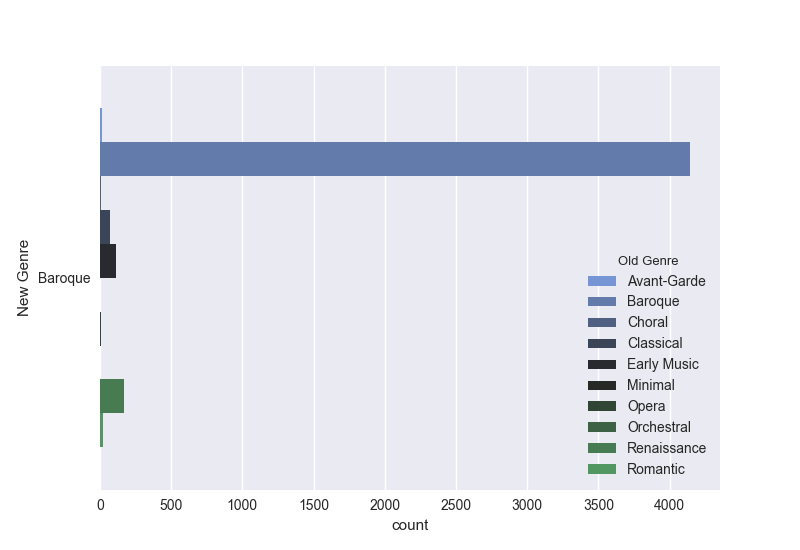 New Genre
Baroque
Old Genre
Avant-Garde
Baroque
Choral
Classical
Early Music
Minimal
Opera
Orchestral
Renaissance
Romantic
0 500 1000 1500 2000 2500 3000 3500 4000
count